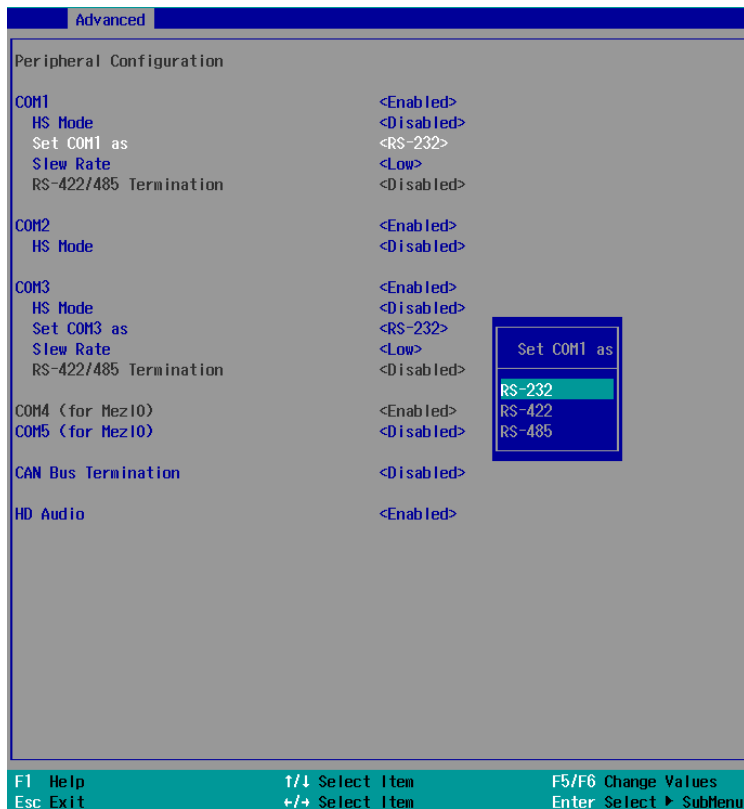 Advanced
Peripheral Configuration
COM1 <Enabled>
HS Mode <Disabled>
Set COM1 as <RS-232>
Slew Rate <Low>
RS-422/485 Termination <Disabled>
COM2 <Enabled>
HS Mode <Disabled>
COM3 <Enabled>
HS Mode <Disabled>
Set COM3 as <RS-232>
Slew Rate <Low>
RS-422/485 Termination <Disabled>
COM4 (for MezIO) <Enabled>
COM5 (for MezIO) <Disabled>
CAN Bus Termination <Disabled>
HD Audio <Enabled>
Set COM1 as
RS-232
RS-422
RS-485
F1 Help ↑/↓ Select Item F5/F6 Change Values
Esc Exit ←/→ Select Item Enter Select ▶ SubMenu